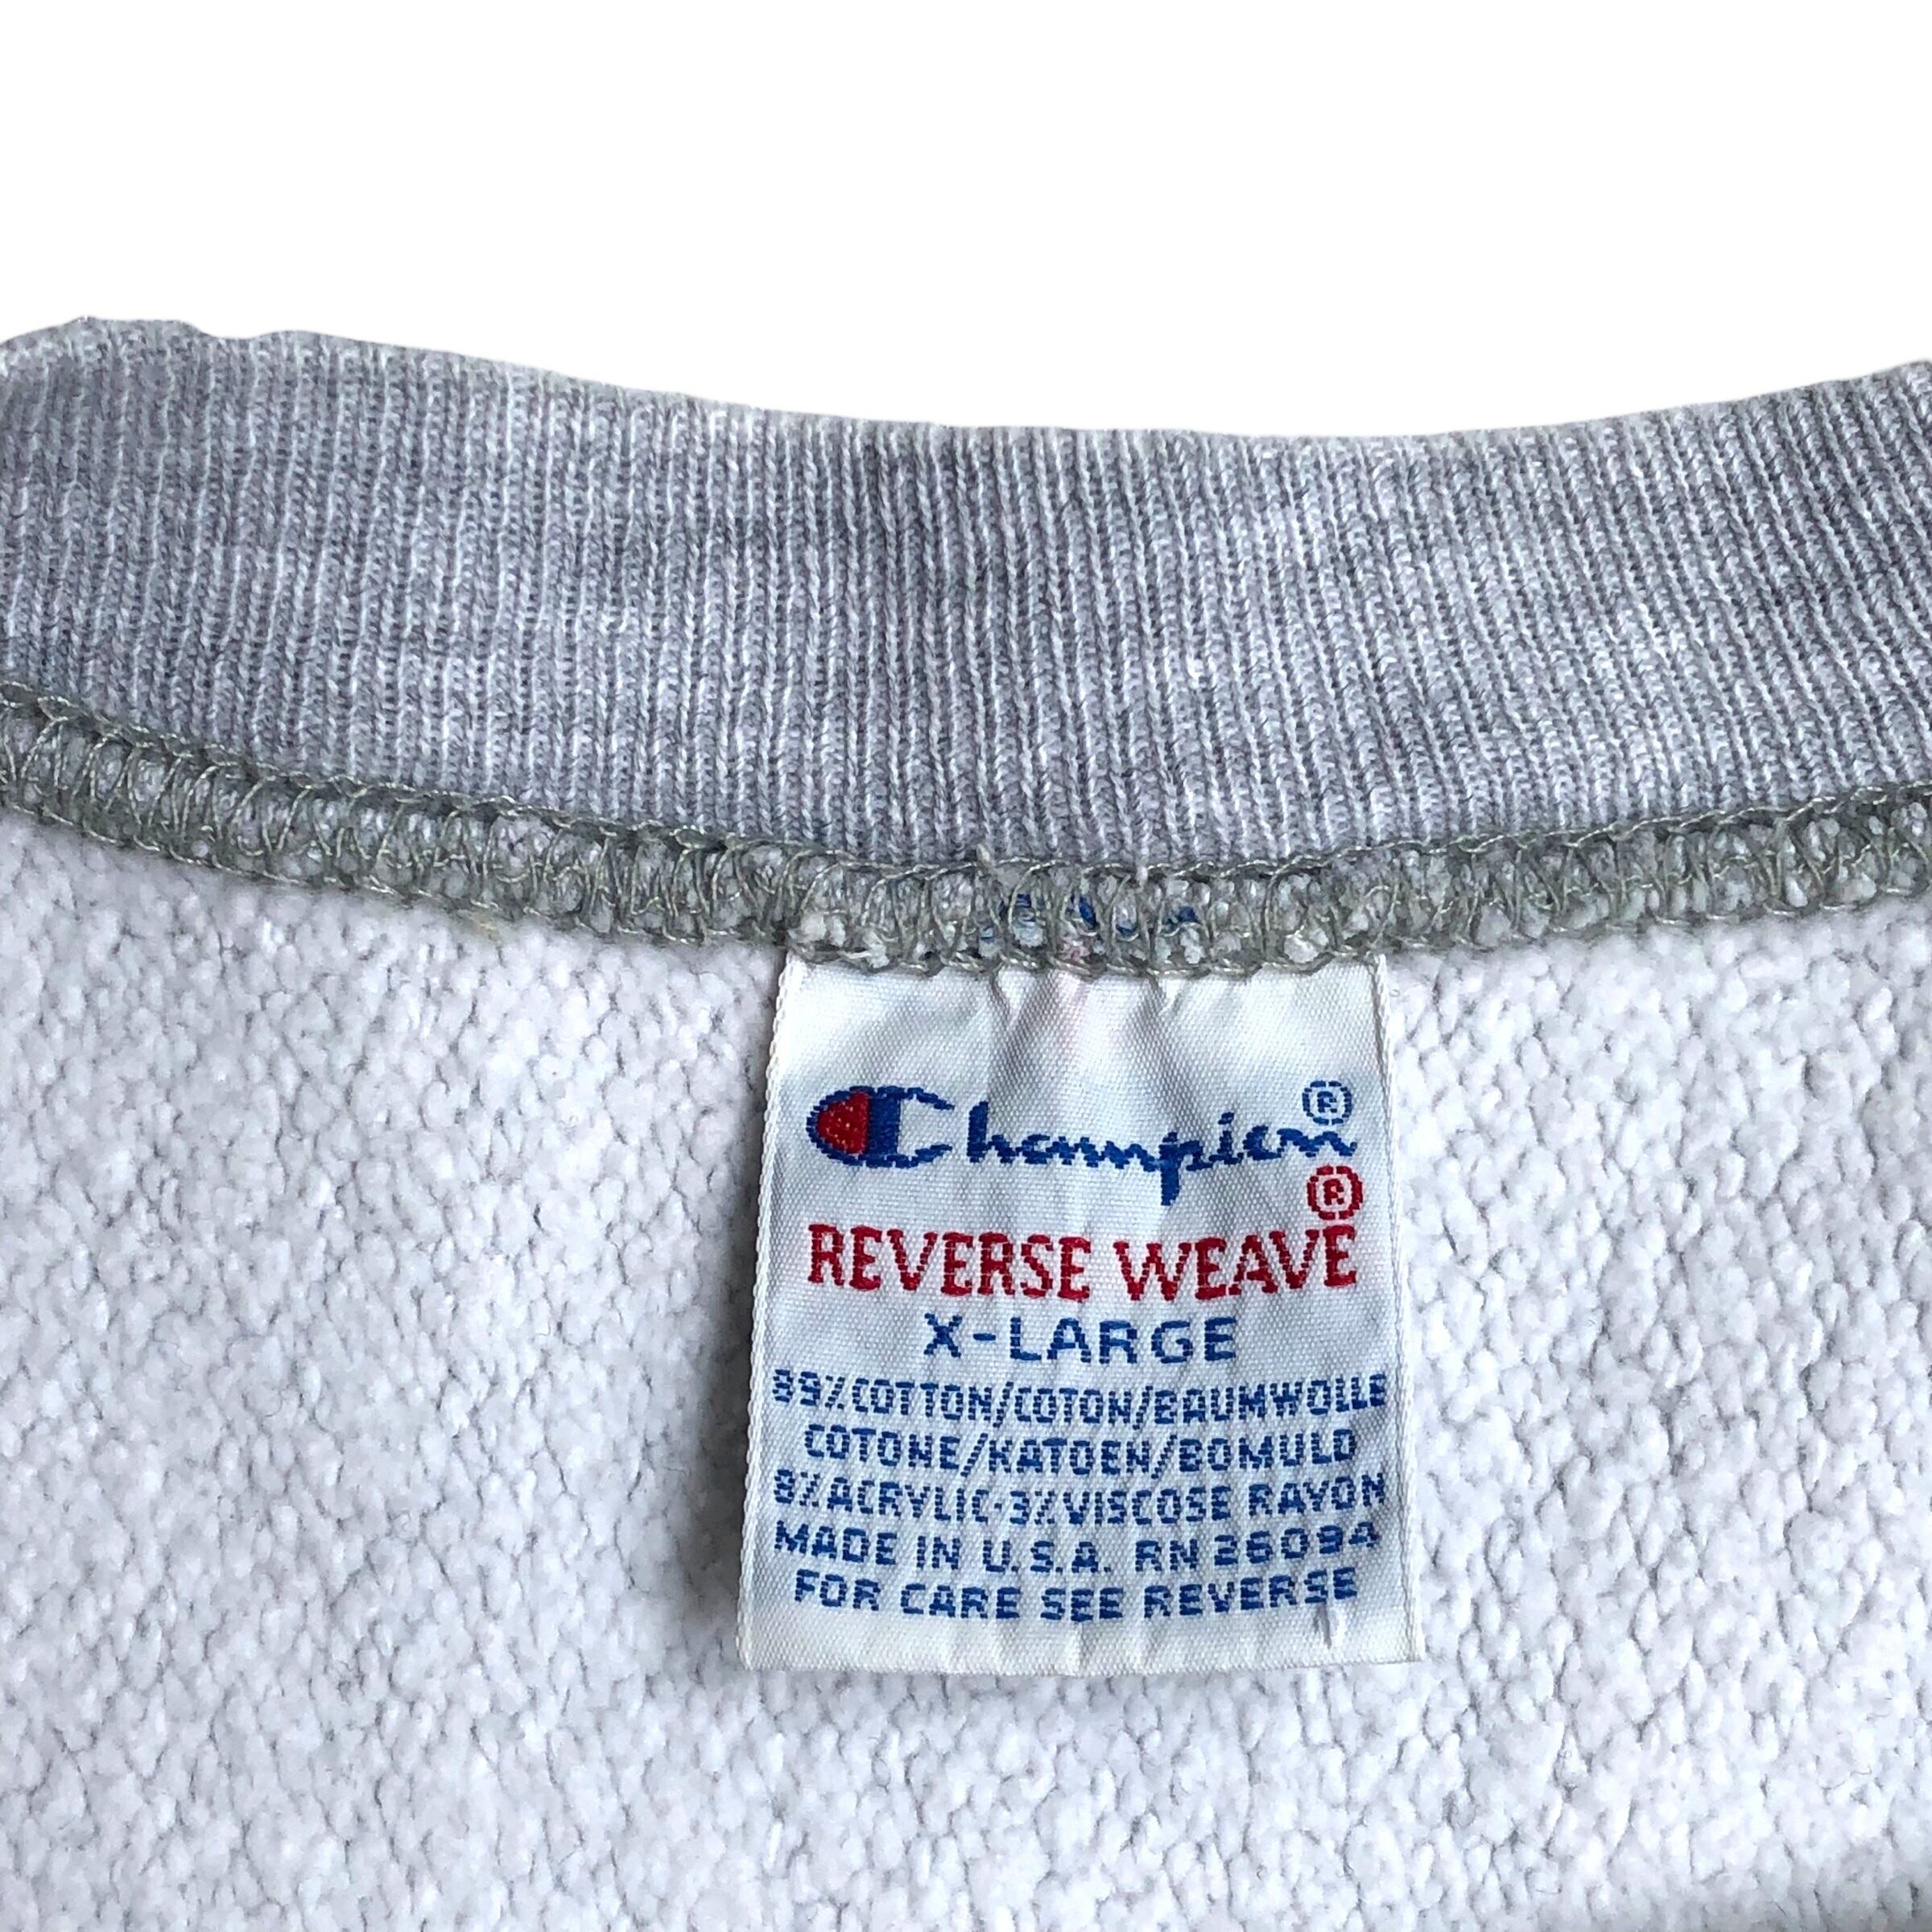 Champion®
REVERSE WEAVE®
X-LARGE
89%COTTON/COTON/BAUMWOLLE
COTONE/KATOEN/BOMULD
8%ACRYLIC·3%VISCOSE RAYON
MADE IN U.S.A. RN 26094
FOR CARE SEE REVERSE